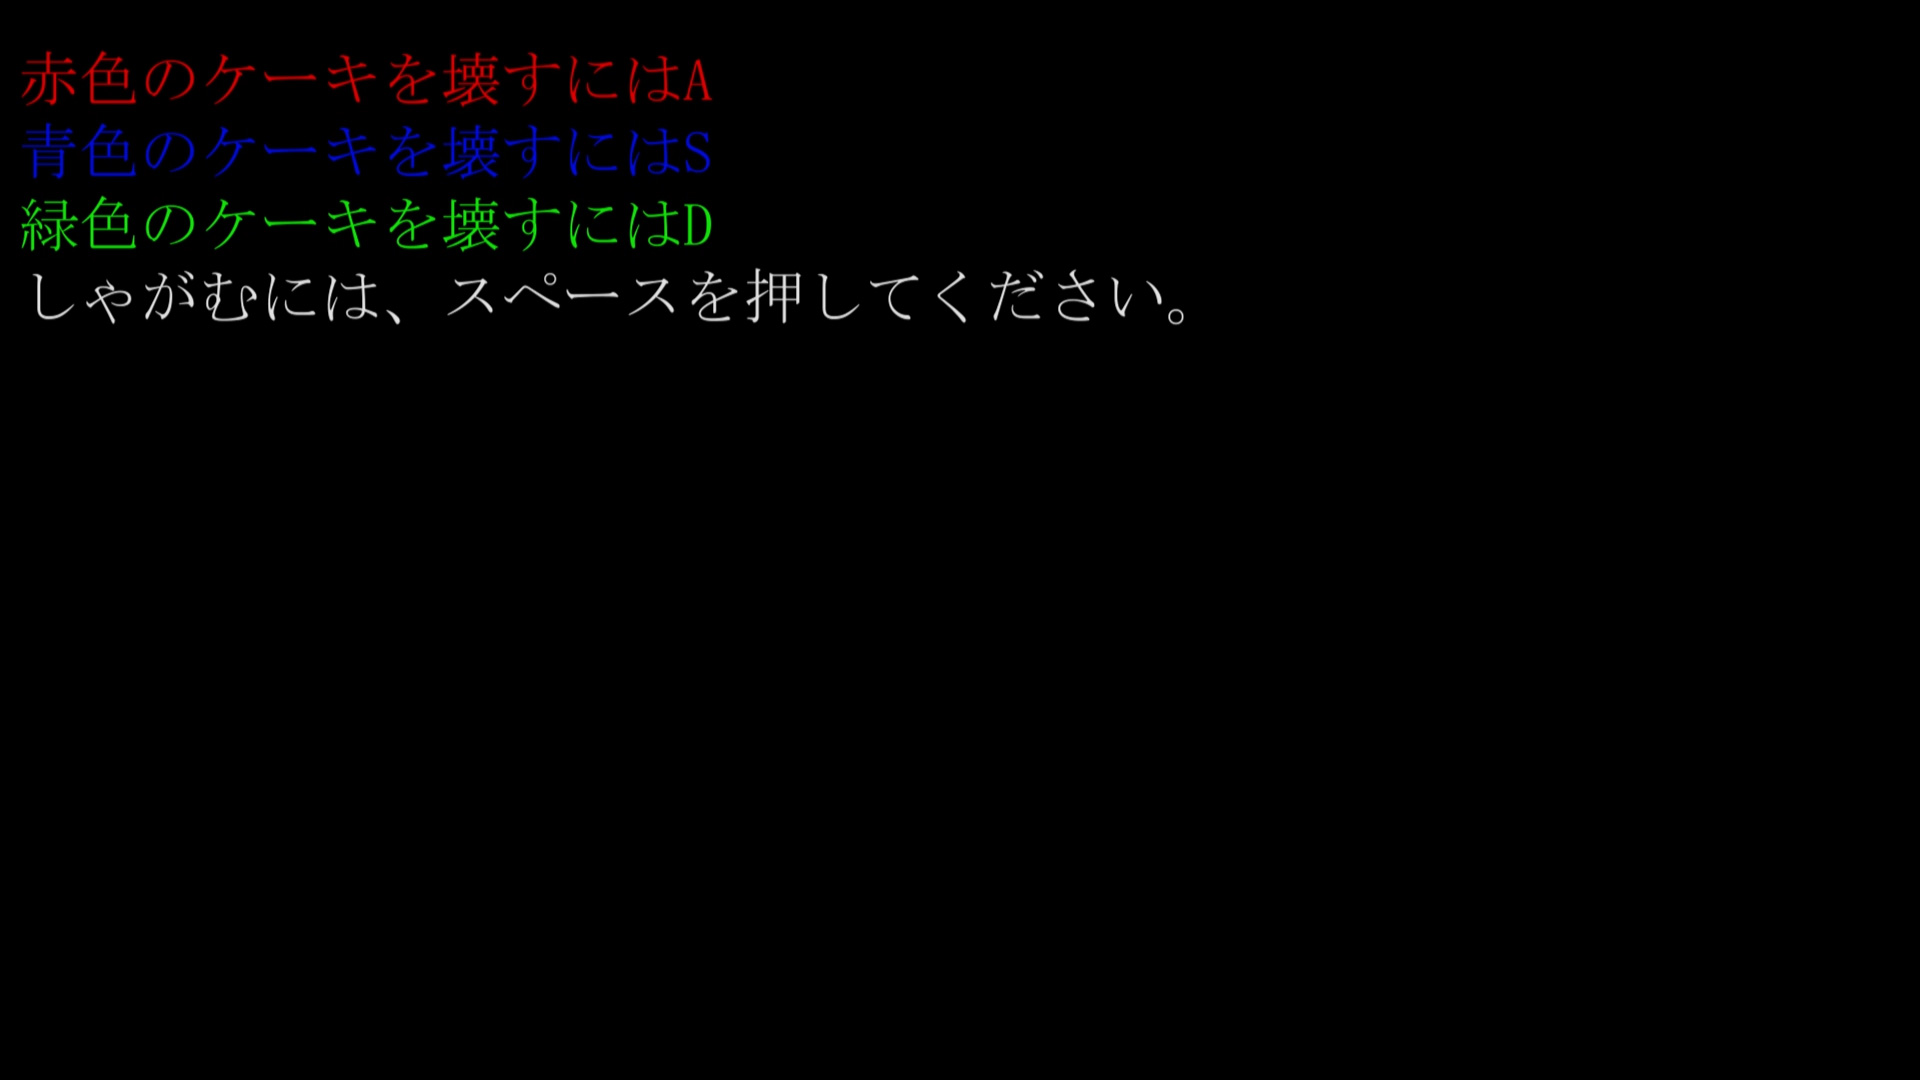 赤色のケーキを壊すにはA
青色のケーキを壊すにはS
緑色のケーキを壊すにはD
しゃがむには、スペースを押してください。